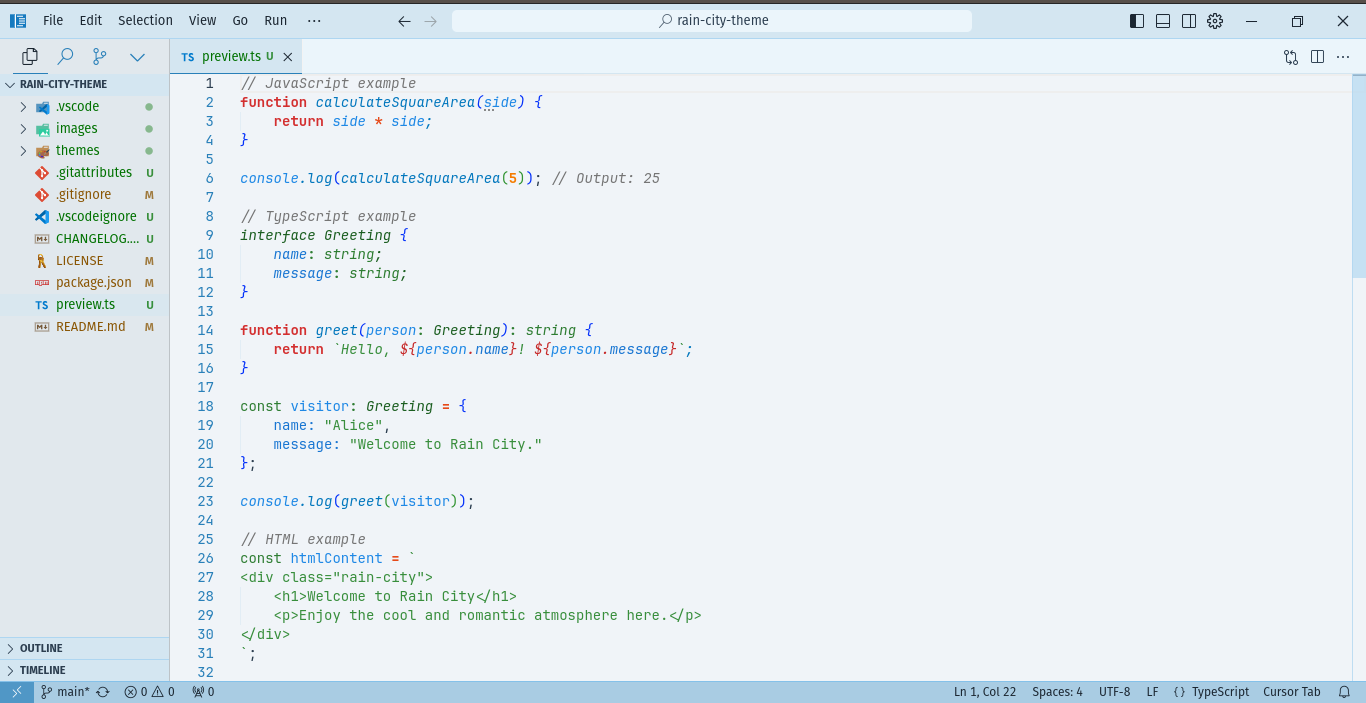 File Edit Selection View Go Run ··· rain-city-theme
TS preview.ts U
RAIN-CITY-THEME
.vscode
images
themes
.gitattributes U
.gitignore M
.vscodeignore U
CHANGELOG.... U
LICENSE M
package.json M
TS preview.ts U
README.md M
OUTLINE
TIMELINE
1 // JavaScript example
2 function calculateSquareArea(side) {
3     return side * side;
4 }
5
6 console.log(calculateSquareArea(5)); // Output: 25
7
8 // TypeScript example
9 interface Greeting {
10     name: string;
11     message: string;
12 }
13
14 function greet(person: Greeting): string {
15     return `Hello, ${person.name}! ${person.message}`;
16 }
17
18 const visitor: Greeting = {
19     name: "Alice",
20     message: "Welcome to Rain City."
21 };
22
23 console.log(greet(visitor));
24
25 // HTML example
26 const htmlContent = `
27 <div class="rain-city">
28     <h1>Welcome to Rain City</h1>
29     <p>Enjoy the cool and romantic atmosphere here.</p>
30 </div>
31 `;
32
main* 0 0 0 Ln 1, Col 22 Spaces: 4 UTF-8 LF {} TypeScript Cursor Tab